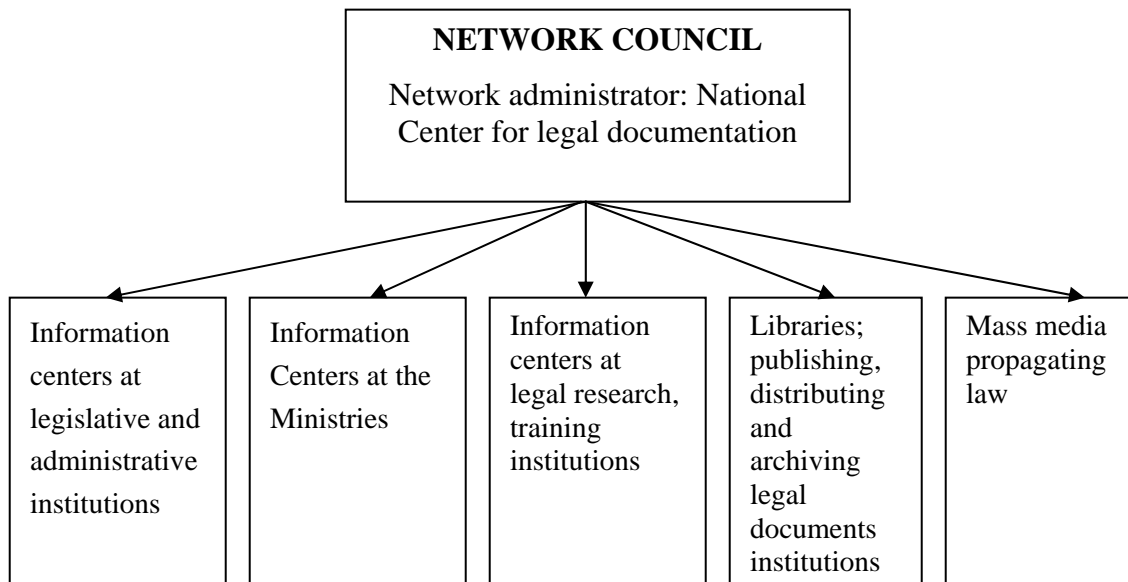 NETWORK COUNCIL
Network administrator: National
Center for legal documentation
Information
centers at
legislative and
administrative
institutions
Information
Centers at the
Ministries
Information
centers at
legal research,
training
institutions
Libraries;
publishing,
distributing
and
archiving
legal
documents
institutions
Mass media
propagating
law